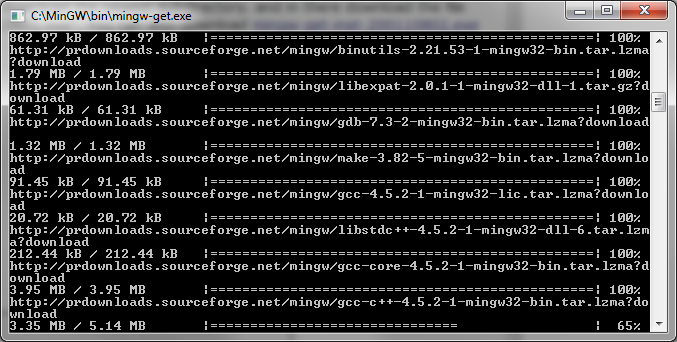 C:\MinGW\bin\mingw-get.exe
862.97 kB / 862.97 kB |================================================| 100%
http://prdownloads.sourceforge.net/mingw/binutils-2.21.53-1-mingw32-bin.tar.lzma
?download
1.79 MB / 1.79 MB |================================================| 100%
http://prdownloads.sourceforge.net/mingw/libexpat-2.0.1-1-mingw32-dll-1.tar.gz?d
ownload
61.31 kB / 61.31 kB |================================================| 100%
http://prdownloads.sourceforge.net/mingw/gdb-7.3-2-mingw32-bin.tar.lzma?download
1.32 MB / 1.32 MB |================================================| 100%
http://prdownloads.sourceforge.net/mingw/make-3.82-5-mingw32-bin.tar.lzma?downlo
ad
91.45 kB / 91.45 kB |================================================| 100%
http://prdownloads.sourceforge.net/mingw/gcc-4.5.2-1-mingw32-lic.tar.lzma?downlo
ad
20.72 kB / 20.72 kB |================================================| 100%
http://prdownloads.sourceforge.net/mingw/libstdc++-4.5.2-1-mingw32-dll-6.tar.lzm
a?download
212.44 kB / 212.44 kB |================================================| 100%
http://prdownloads.sourceforge.net/mingw/gcc-core-4.5.2-1-mingw32-bin.tar.lzma?d
ownload
3.95 MB / 3.95 MB |================================================| 100%
http://prdownloads.sourceforge.net/mingw/gcc-c++-4.5.2-1-mingw32-bin.tar.lzma?do
wnload
3.35 MB / 5.14 MB |=============================== | 65%